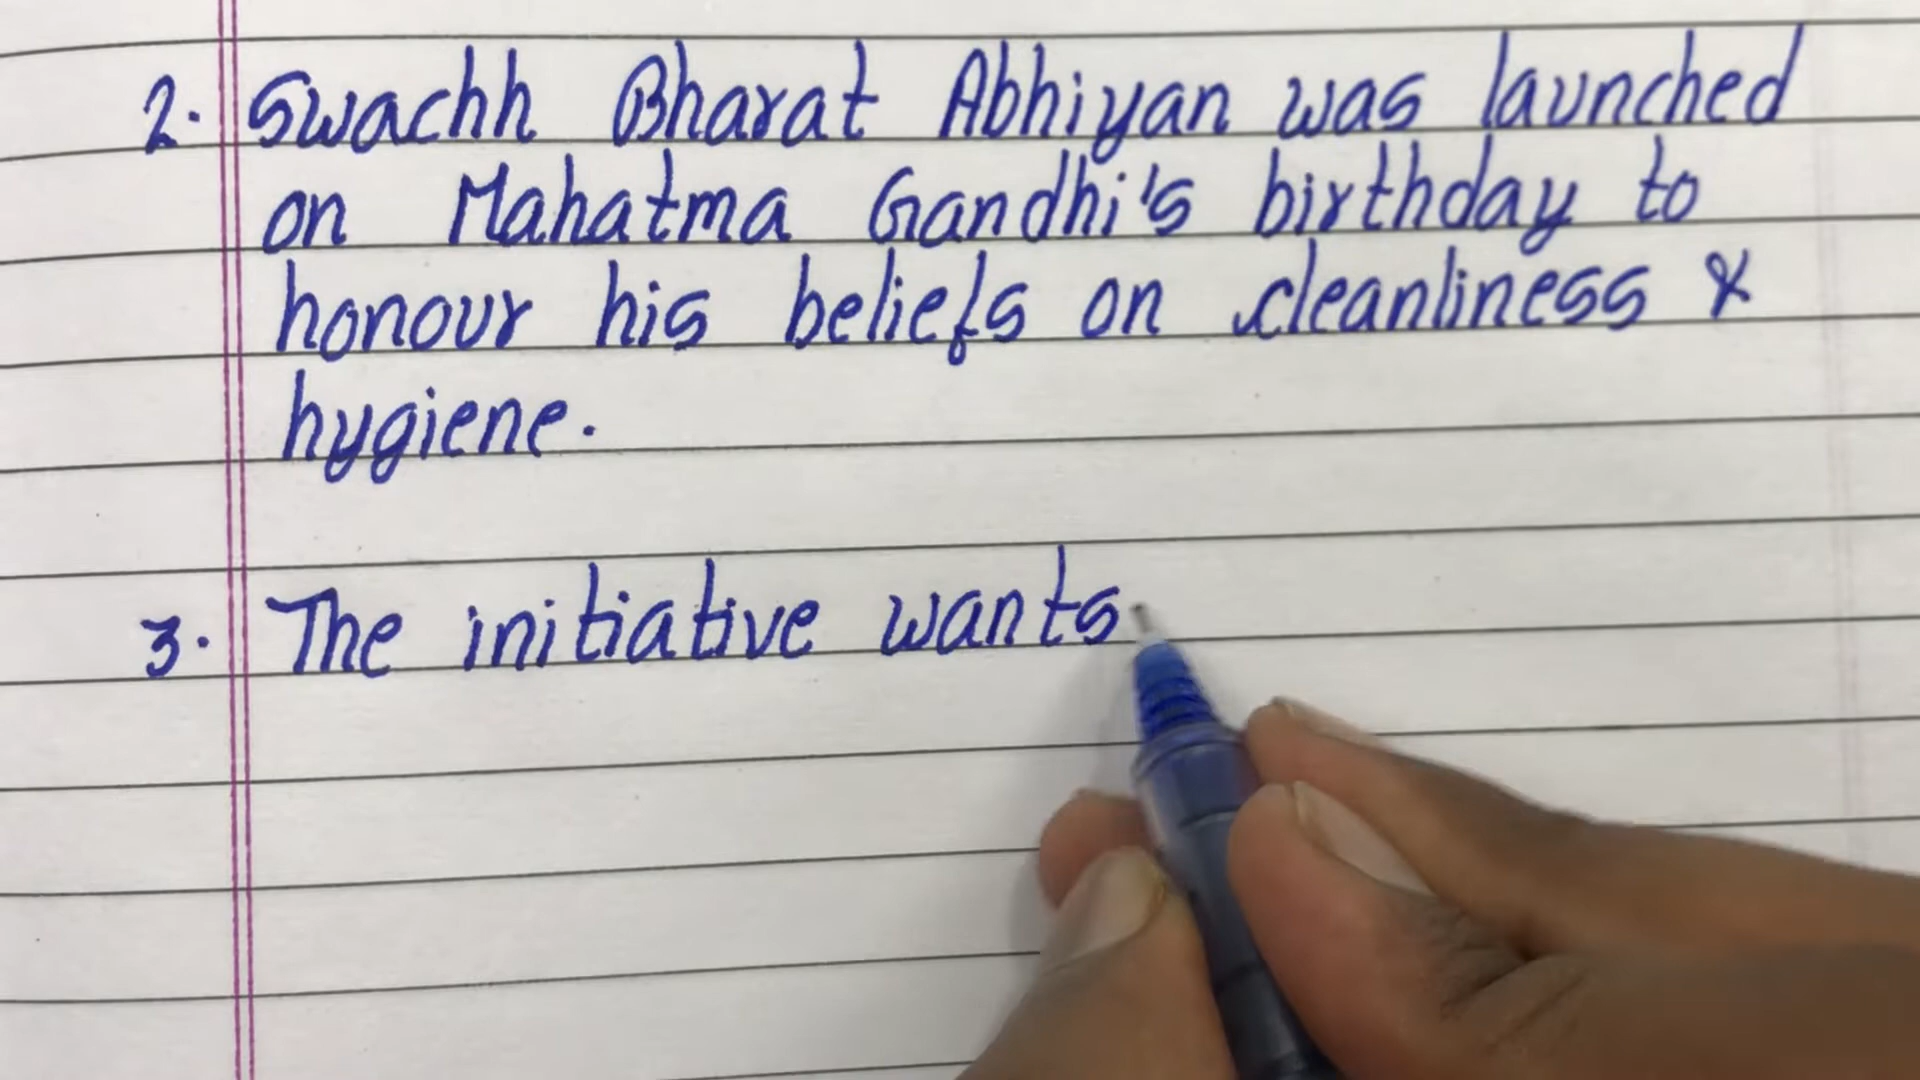 2. Swachh Bharat Abhiyan was launched
on Mahatma Gandhi's birthday to
honour his beliefs on cleanliness &
hygiene.
3. The initiative wants